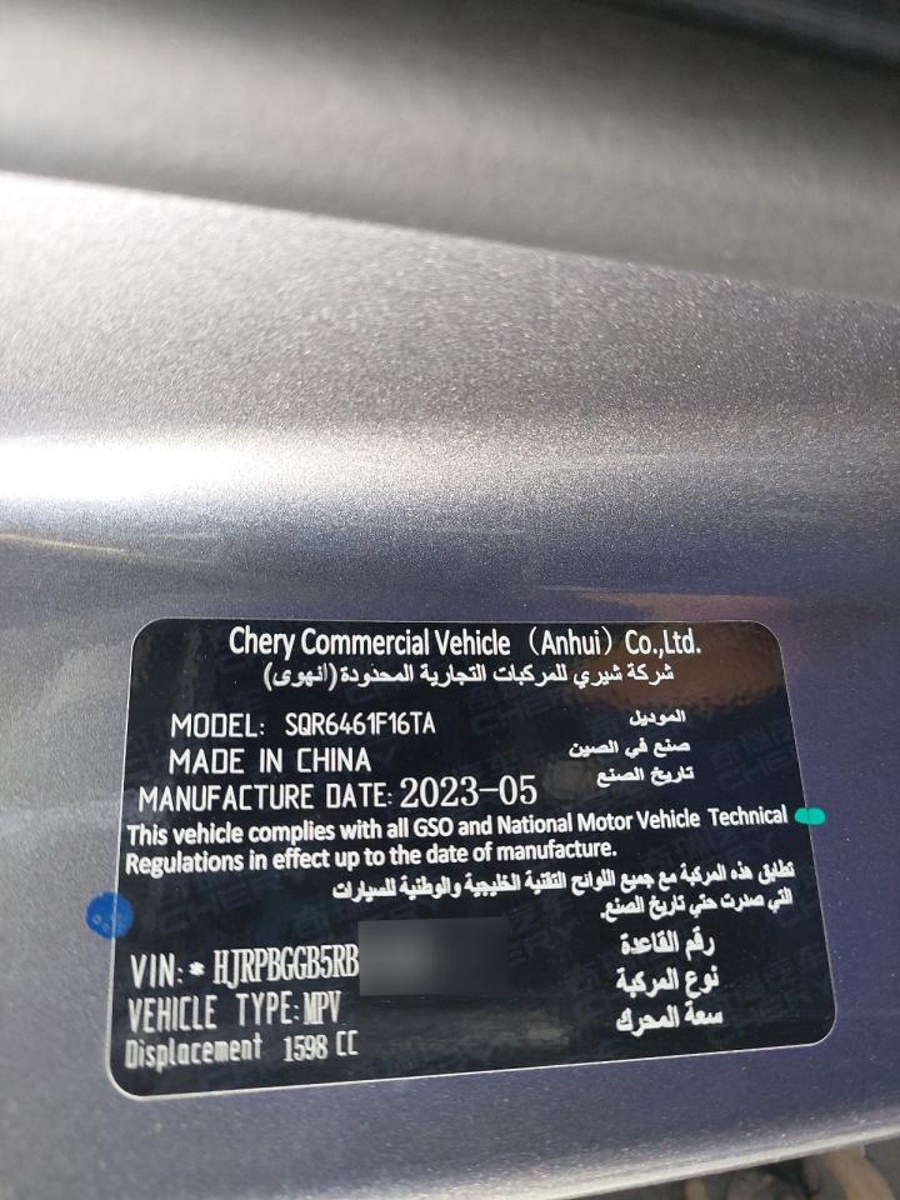 Chery Commercial Vehicle (Anhui) Co.,Ltd.
شركة شيري للمركبات التجارية المحدودة(انهوى)
MODEL: SQR6461F16TA الموديل
MADE IN CHINA صنع في الصين
MANUFACTURE DATE: 2023-05 تاريخ الصنع
This vehicle complies with all GSO and National Motor Vehicle Technical
Regulations in effect up to the date of manufacture.
تطابق هذه المركبة مع جميع اللوائح التقنية الخليجية والوطنية للسيارات
التي صدرت حتي تاريخ الصنع.
VIN: * HJRPBGGB5RB رقم القاعدة
VEHICLE TYPE: MPV نوع المركبة
Displacement 1598 CC سعة المحرك